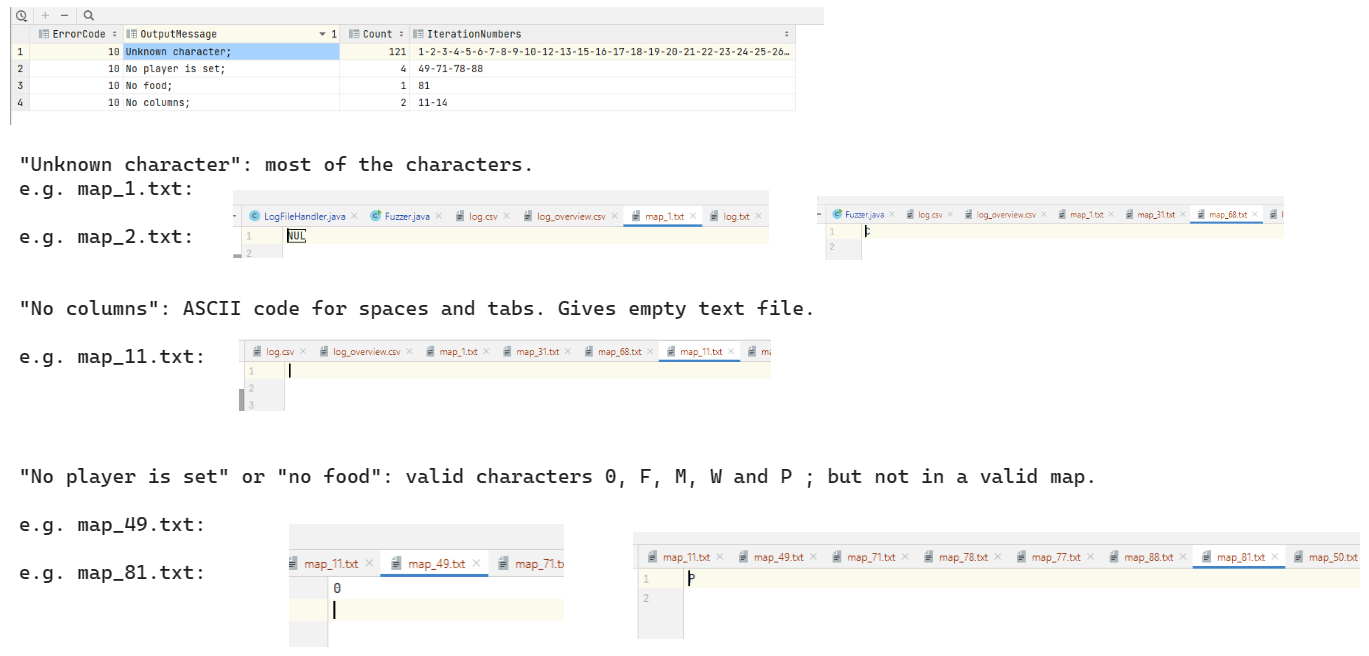 ErrorCode OutputMessage 1 Count IterationNumbers
1 10 Unknown character; 121 1-2-3-4-5-6-7-8-9-10-12-13-15-16-17-18-19-20-21-22-23-24-25-26…
2 10 No player is set; 4 49-71-78-88
3 10 No food; 1 81
4 10 No columns; 2 11-14
"Unknown character": most of the characters.
e.g. map_1.txt:
LogFileHandler.java Fuzzer.java log.csv log_overview.csv map_1.txt log.txt
1 NUL
2
Fuzzer.java log.csv log_overview.csv map_1.txt map_31.txt map_68.txt
1 C
2
e.g. map_2.txt:
"No columns": ASCII code for spaces and tabs. Gives empty text file.
e.g. map_11.txt:
log.csv log_overview.csv map_1.txt map_31.txt map_68.txt map_11.txt ma
1
2
3
"No player is set" or "no food": valid characters 0, F, M, W and P ; but not in a valid map.
e.g. map_49.txt:
map_11.txt map_49.txt map_71.t
0
e.g. map_81.txt:
map_11.txt map_49.txt map_71.txt map_78.txt map_77.txt map_88.txt map_81.txt map_50.txt
1 P
2